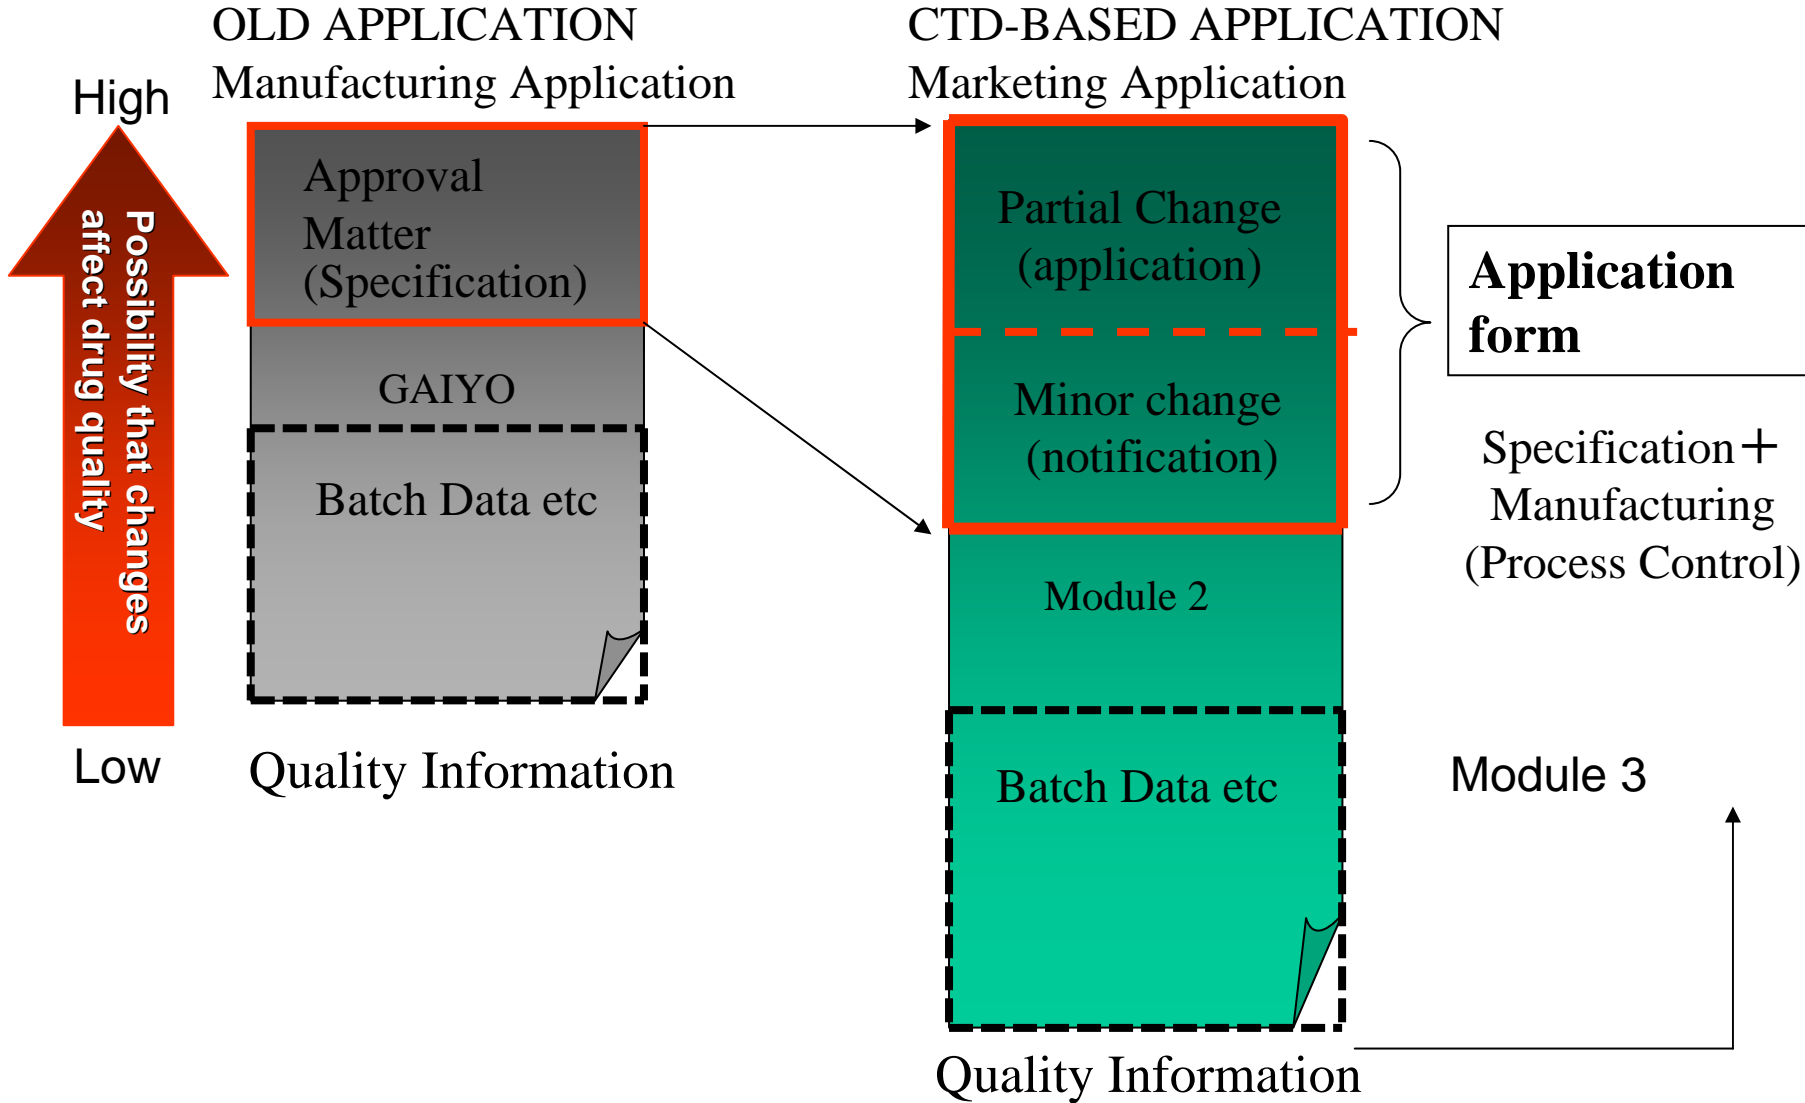 OLD APPLICATION
Manufacturing Application
CTD-BASED APPLICATION
Marketing Application
High
Possibility that changes
affect drug quality
Low
Approval
Matter
(Specification)
GAIYO
Batch Data etc
Quality Information
Partial Change
(application)
Minor change
(notification)
Module 2
Batch Data etc
Quality Information
Application
form
Specification+
Manufacturing
(Process Control)
Module 3